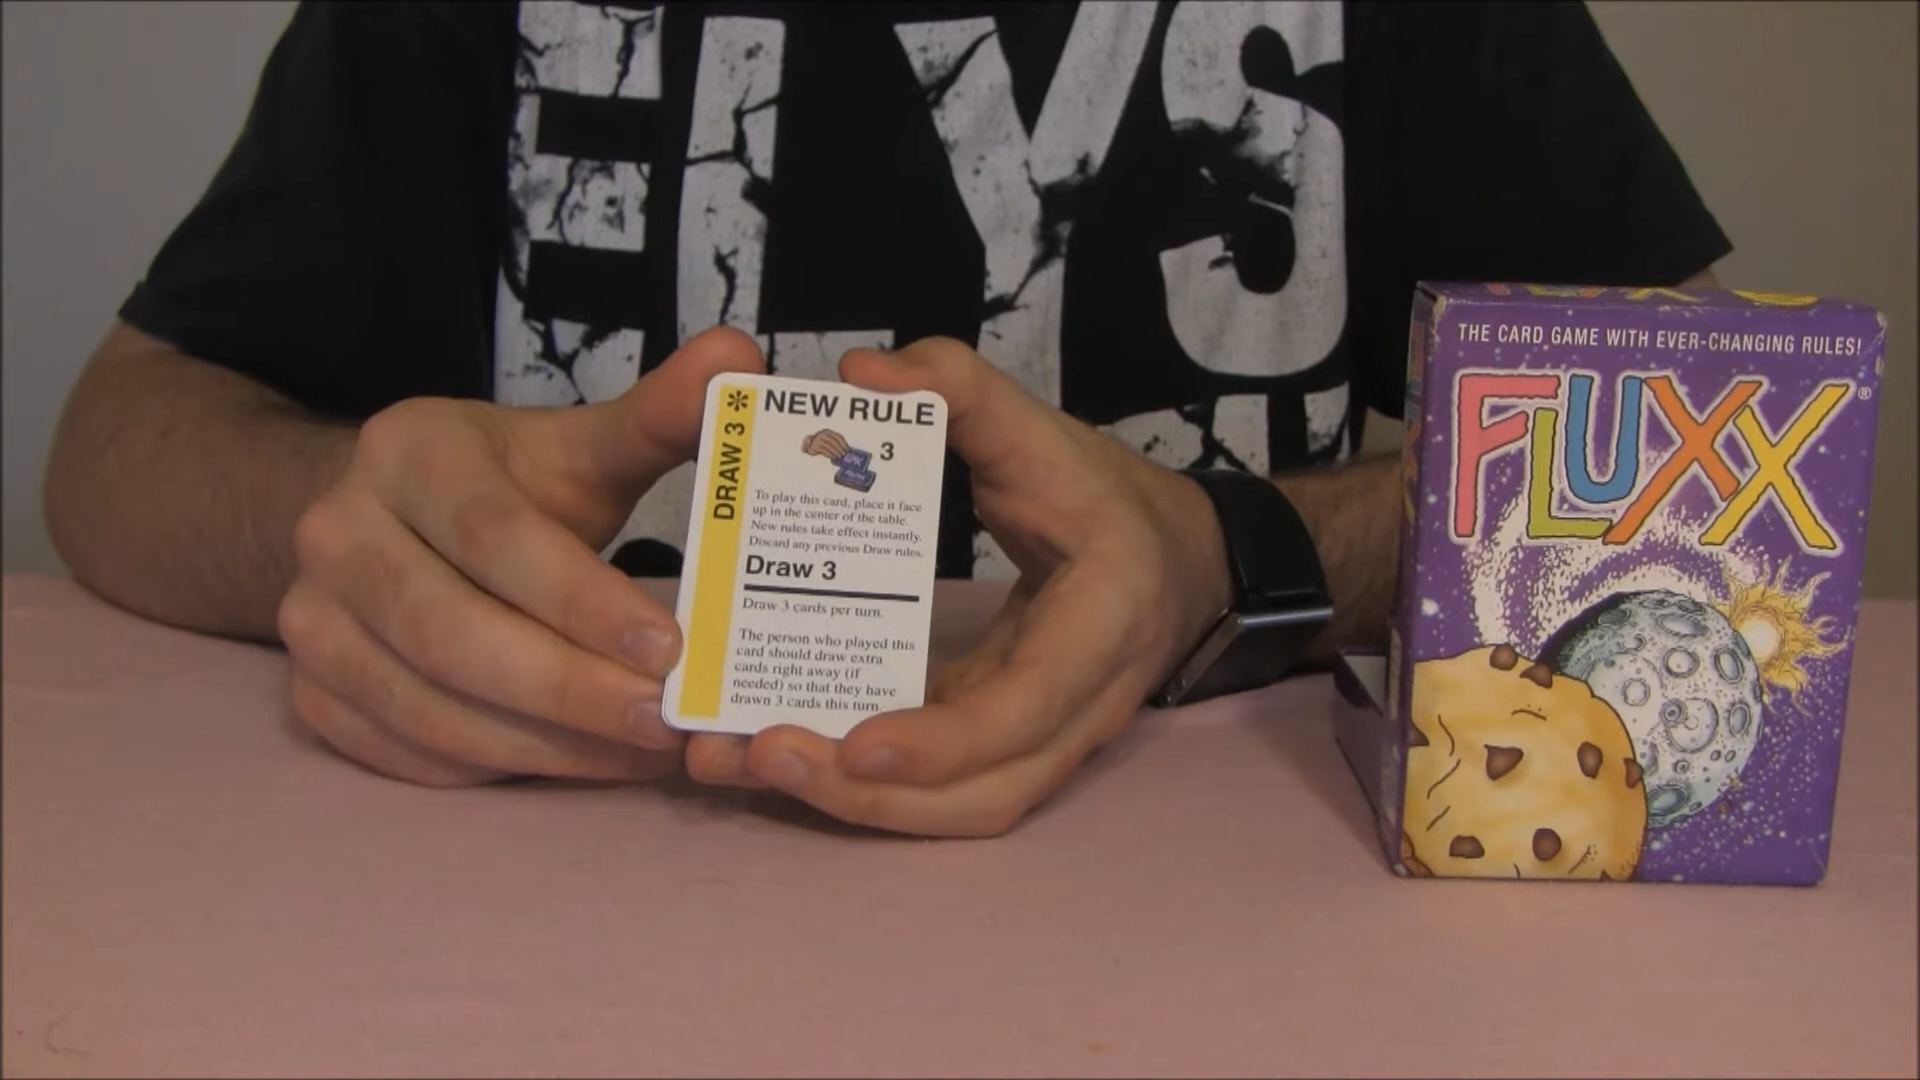 ELVS
* NEW RULE
DRAW 3
3
To play this card, place it face
up in the center of the table.
New rules take effect instantly.
Discard any previous Draw rules.
Draw 3
Draw 3 cards per turn.
The person who played this
card should draw extra
cards right away (if
needed) so that they have
drawn 3 cards this turn.
THE CARD GAME WITH EVER-CHANGING RULES!
FLUXX®